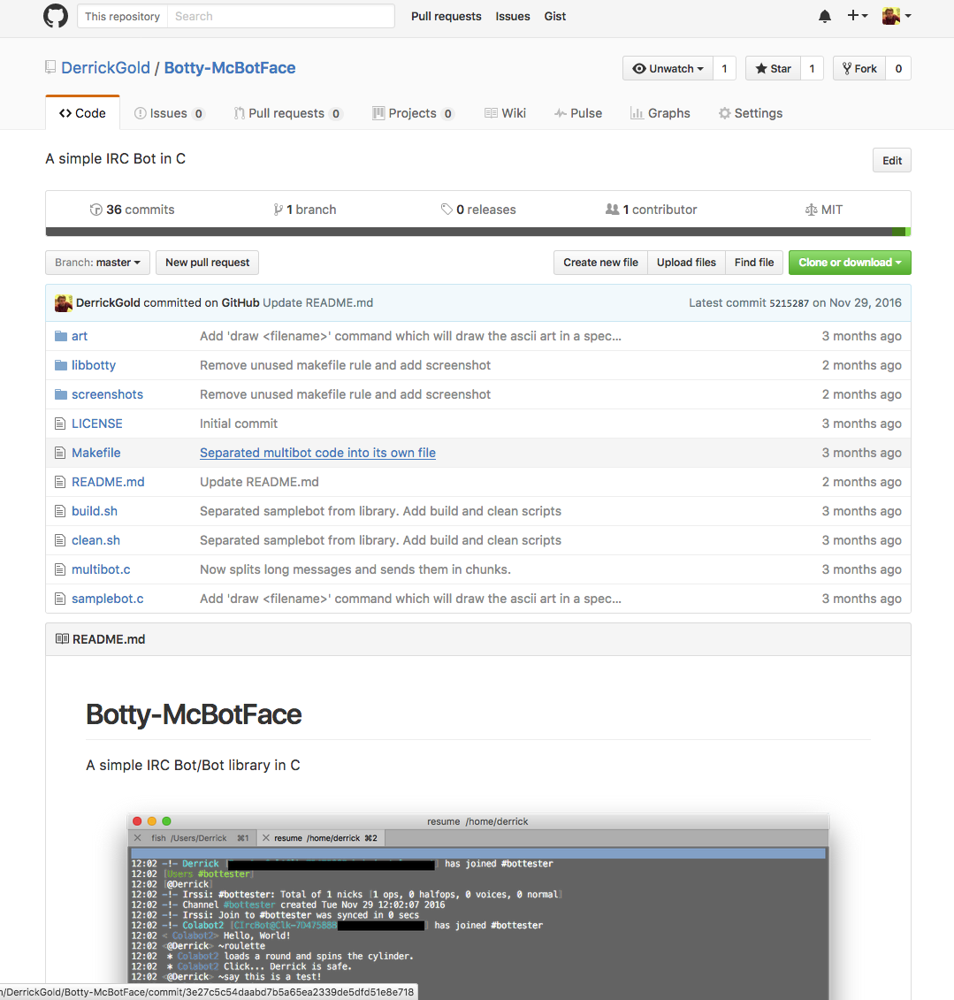 This repository Search Pull requests Issues Gist
DerrickGold / Botty-McBotFace Unwatch 1 Star 1 Fork 0
Code Issues 0 Pull requests 0 Projects 0 Wiki Pulse Graphs Settings
A simple IRC Bot in C Edit
36 commits 1 branch 0 releases 1 contributor MIT
Branch: master New pull request Create new file Upload files Find file Clone or download
DerrickGold committed on GitHub Update README.md Latest commit 5215287 on Nov 29, 2016
art Add 'draw <filename>' command which will draw the ascii art in a spec... 3 months ago
libbotty Remove unused makefile rule and add screenshot 2 months ago
screenshots Remove unused makefile rule and add screenshot 2 months ago
LICENSE Initial commit 3 months ago
Makefile Separated multibot code into its own file 3 months ago
README.md Update README.md 2 months ago
build.sh Separated samplebot from library. Add build and clean scripts 3 months ago
clean.sh Separated samplebot from library. Add build and clean scripts 3 months ago
multibot.c Now splits long messages and sends them in chunks. 3 months ago
samplebot.c Add 'draw <filename>' command which will draw the ascii art in a spec... 3 months ago
README.md
Botty-McBotFace
A simple IRC Bot/Bot library in C
resume /home/derrick
fish /Users/Derrick ⌘1 resume /home/derrick ⌘2
12:02 -!- Derrick [ ] has joined #bottester
12:02 [Users #bottester]
12:02 [@Derrick]
12:02 -!- Irssi: #bottester: Total of 1 nicks [1 ops, 0 halfops, 0 voices, 0 normal]
12:02 -!- Channel #bottester created Tue Nov 29 12:02:07 2016
12:02 -!- Irssi: Join to #bottester was synced in 0 secs
12:02 -!- Colabot2 [CIrcBot@Clk-7D475888 ] has joined #bottester
12:02 < Colabot2> Hello, World!
12:02 <@Derrick> ~roulette
12:02 * Colabot2 loads a round and spins the cylinder.
12:02 * Colabot2 Click... Derrick is safe.
12:02 <@Derrick> ~say this is a test!
/DerrickGold/Botty-McBotFace/commit/3e27c5c54daabd7b5a65ea2339de5dfd51e8e718